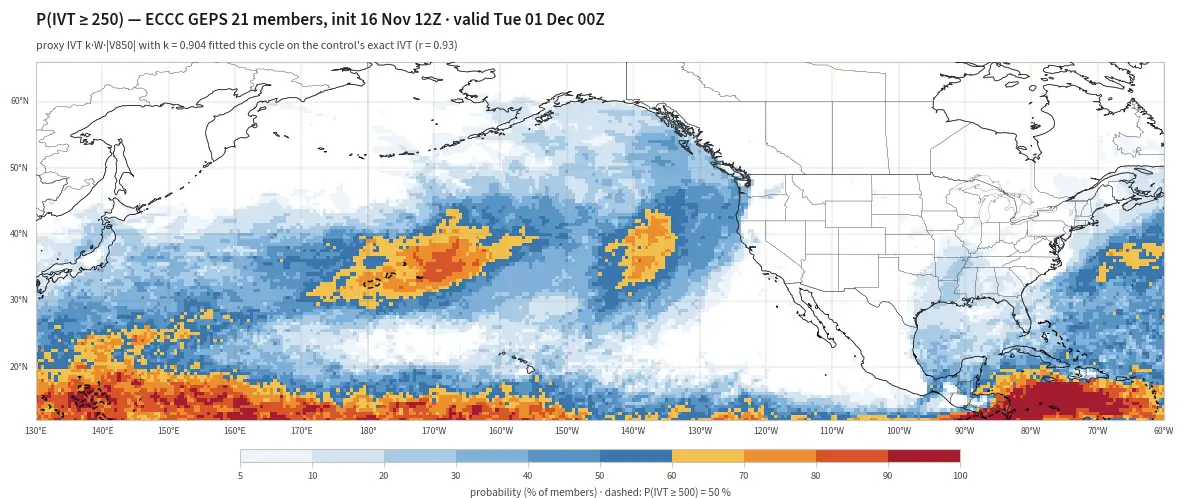 P(IVT ≥ 250) — ECCC GEPS 21 members, init 16 Nov 12Z · valid Tue 01 Dec 00Z
proxy IVT k·W·|V850| with k = 0.904 fitted this cycle on the control's exact IVT (r = 0.93)
60°N
50°N
40°N
30°N
20°N
130°E 140°E 150°E 160°E 170°E 180° 170°W 160°W 150°W 140°W 130°W 120°W 110°W 100°W 90°W 80°W 70°W 60°W
5 10 20 30 40 50 60 70 80 90 100
probability (% of members) · dashed: P(IVT ≥ 500) = 50 %